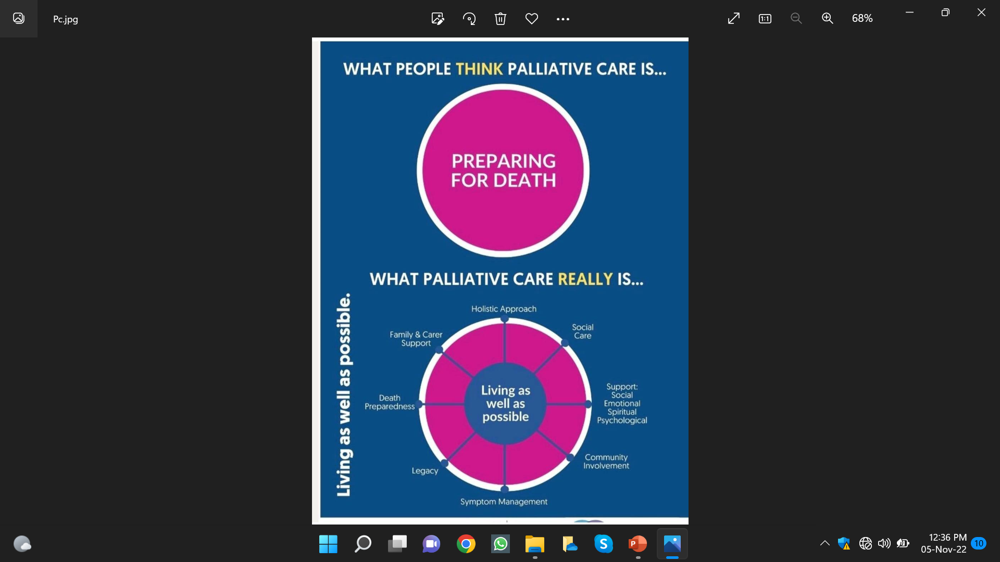 Pc.jpg
68%
WHAT PEOPLE THINK PALLIATIVE CARE IS...
PREPARING
FOR DEATH
WHAT PALLIATIVE CARE REALLY IS...
Living as well as possible.
Holistic Approach
Social
Care
Support:
Social
Emotional
Spiritual
Psychological
Community
Involvement
Symptom Management
Legacy
Death
Preparedness
Family & Carer
Support
Living as
well as
possible
12:36 PM
05-Nov-22
10